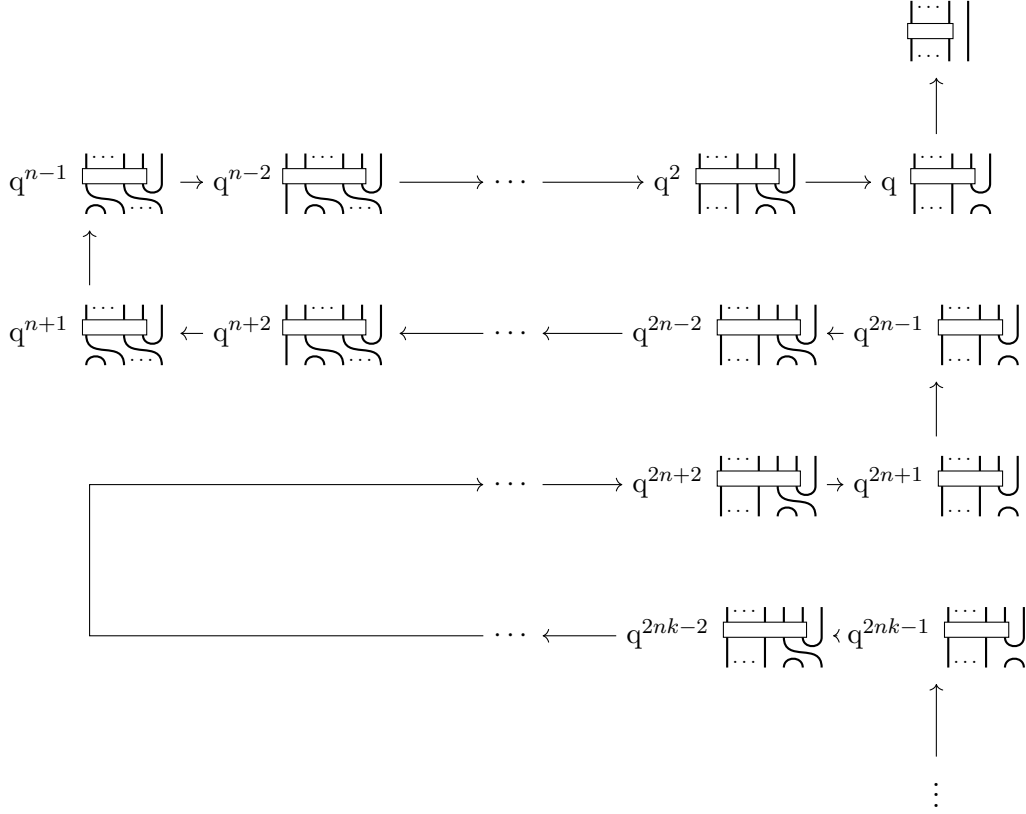 ⋯
⋯
q^{n-1} ⋯ ⋯ → q^{n-2} ⋯ ⋯ → ⋯ → q^2 ⋯ ⋯ → q ⋯ ⋯
q^{n+1} ⋯ ⋯ ← q^{n+2} ⋯ ⋯ ← ⋯ ← q^{2n-2} ⋯ ⋯ ← q^{2n-1} ⋯ ⋯
⋯ → q^{2n+2} ⋯ ⋯ → q^{2n+1} ⋯ ⋯
⋯ ← q^{2nk-2} ⋯ ⋯ ← q^{2nk-1} ⋯ ⋯
⋮